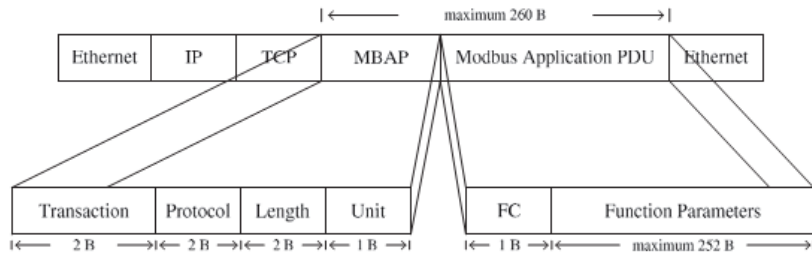 maximum 260 B
Ethernet IP TCP MBAP Modbus Application PDU Ethernet
Transaction Protocol Length Unit FC Function Parameters
2 B 2 B 2 B 1 B 1 B maximum 252 B